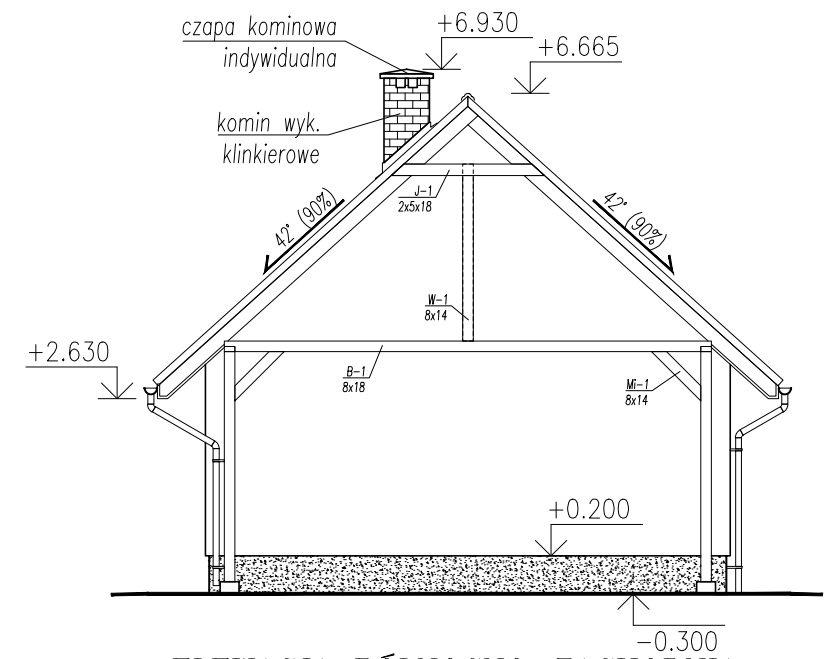 czapa kominowa
indywidualna
+6.930
+6.665
komin wyk.
klinkierowe
J-1
2x5x18
42° (90%)
42° (90%)
W-1
8x14
+2.630
B-1
8x18
Mi-1
8x14
+0.200
-0.300